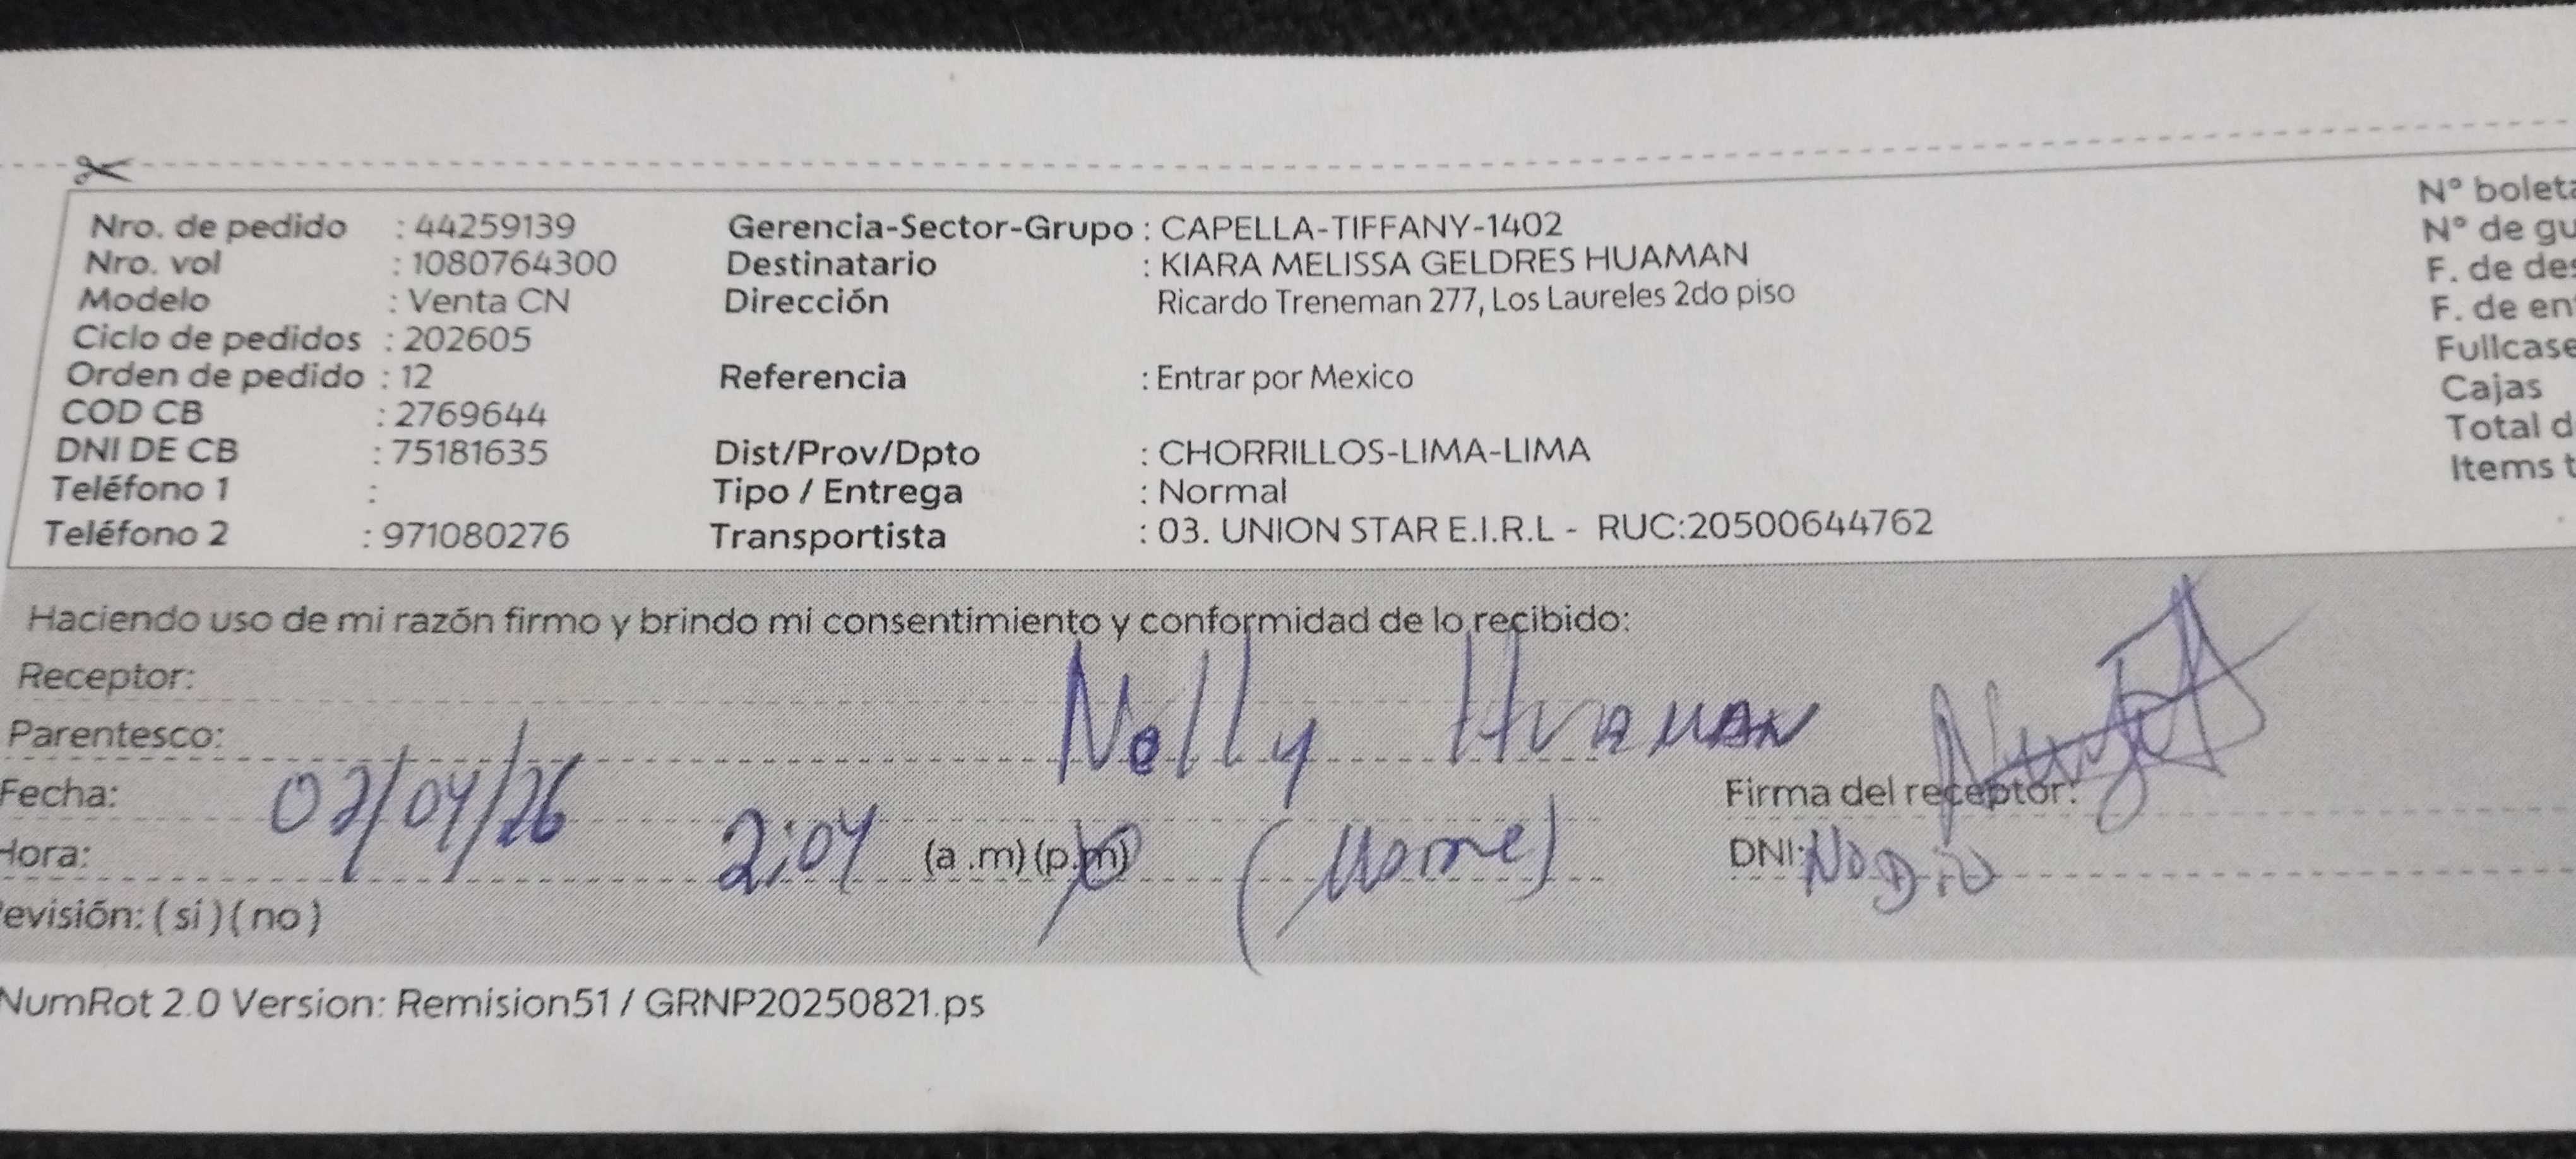 Nro. de pedido : 44259139 Gerencia-Sector-Grupo : CAPELLA-TIFFANY-1402 N° boleta
Nro. vol : 1080764300 Destinatario : KIARA MELISSA GELDRES HUAMAN N° de gu
Modelo : Venta CN Dirección Ricardo Treneman 277, Los Laureles 2do piso F. de des
Ciclo de pedidos : 202605 F. de en
Orden de pedido : 12 Referencia : Entrar por Mexico Fullcase
COD CB : 2769644 Cajas
DNI DE CB : 75181635 Dist/Prov/Dpto : CHORRILLOS-LIMA-LIMA Total d
Teléfono 1 : Tipo / Entrega : Normal Items t
Teléfono 2 : 971080276 Transportista : 03. UNION STAR E.I.R.L - RUC:20500644762
Haciendo uso de mi razón firmo y brindo mi consentimiento y conformidad de lo recibido:
Receptor:
Parentesco: Nelly HUAMAN
Fecha: 07/04/26 Firma del receptor:
Hora: 2:04 (a .m) (p.m) (Mamá) DNI: No Dio
evisión: ( sí ) ( no )
NumRot 2.0 Version: Remision51 / GRNP20250821.ps